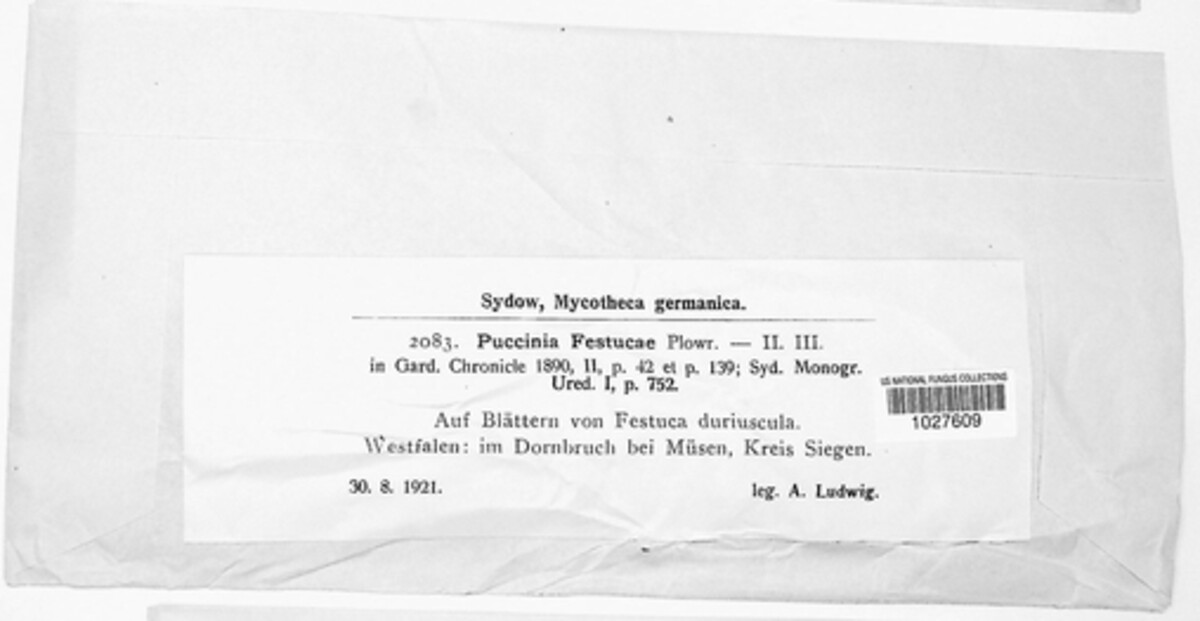 Sydow, Mycotheca germanica.
2083. Puccinia Festucae Plowr. — II. III.
in Gard. Chronicle 1890, II, p. 42 et p. 139; Syd. Monogr.
Ured. I, p. 752.
Auf Blättern von Festuca duriuscula.
Westfalen: im Dornbruch bei Müsen, Kreis Siegen.
30. 8. 1921. leg. A. Ludwig.
US NATIONAL FUNGUS COLLECTIONS
1027609